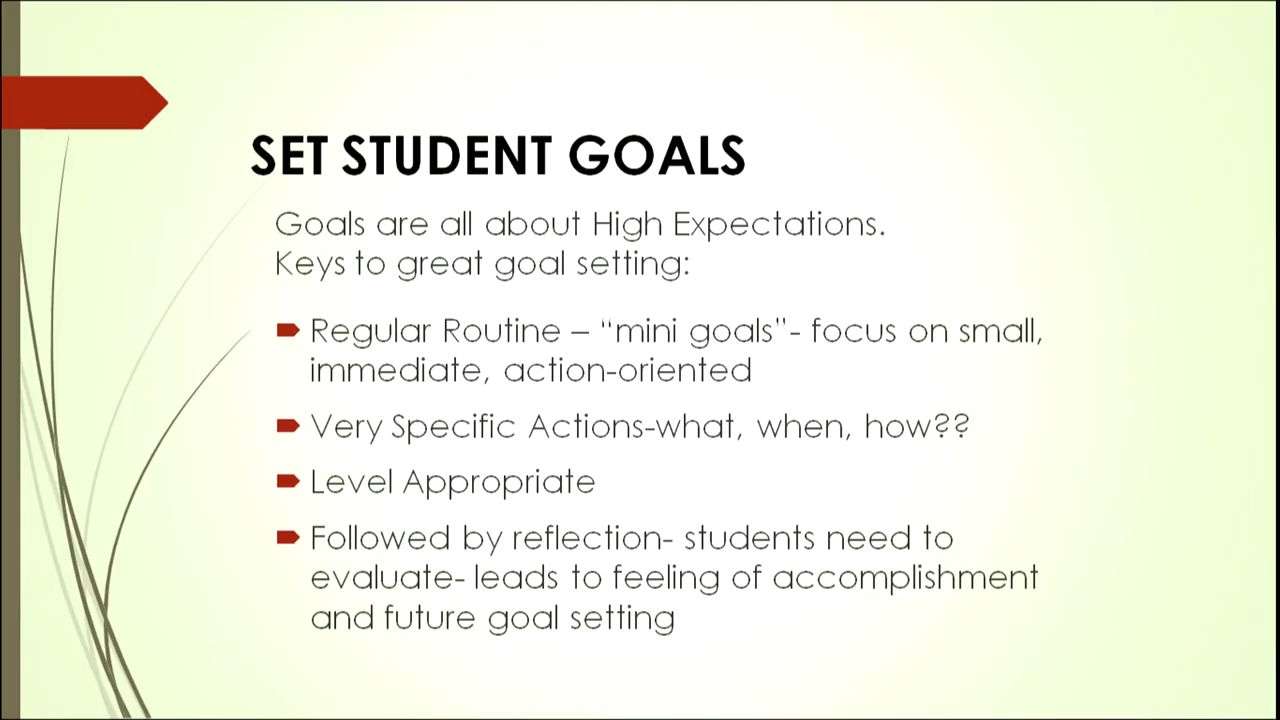 SET STUDENT GOALS
Goals are all about High Expectations.
Keys to great goal setting:
Regular Routine – “mini goals”- focus on small,
immediate, action-oriented
Very Specific Actions-what, when, how??
Level Appropriate
Followed by reflection- students need to
evaluate- leads to feeling of accomplishment
and future goal setting